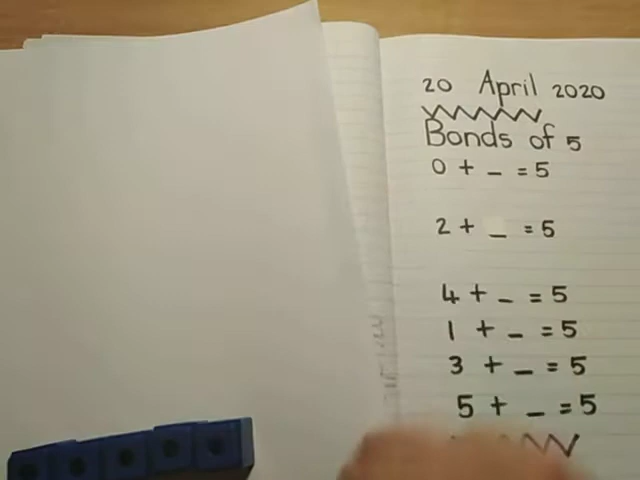 20 April 2020
Bonds of 5
0 + _ = 5
2 + _ = 5
4 + _ = 5
1 + _ = 5
3 + _ = 5
5 + _ = 5